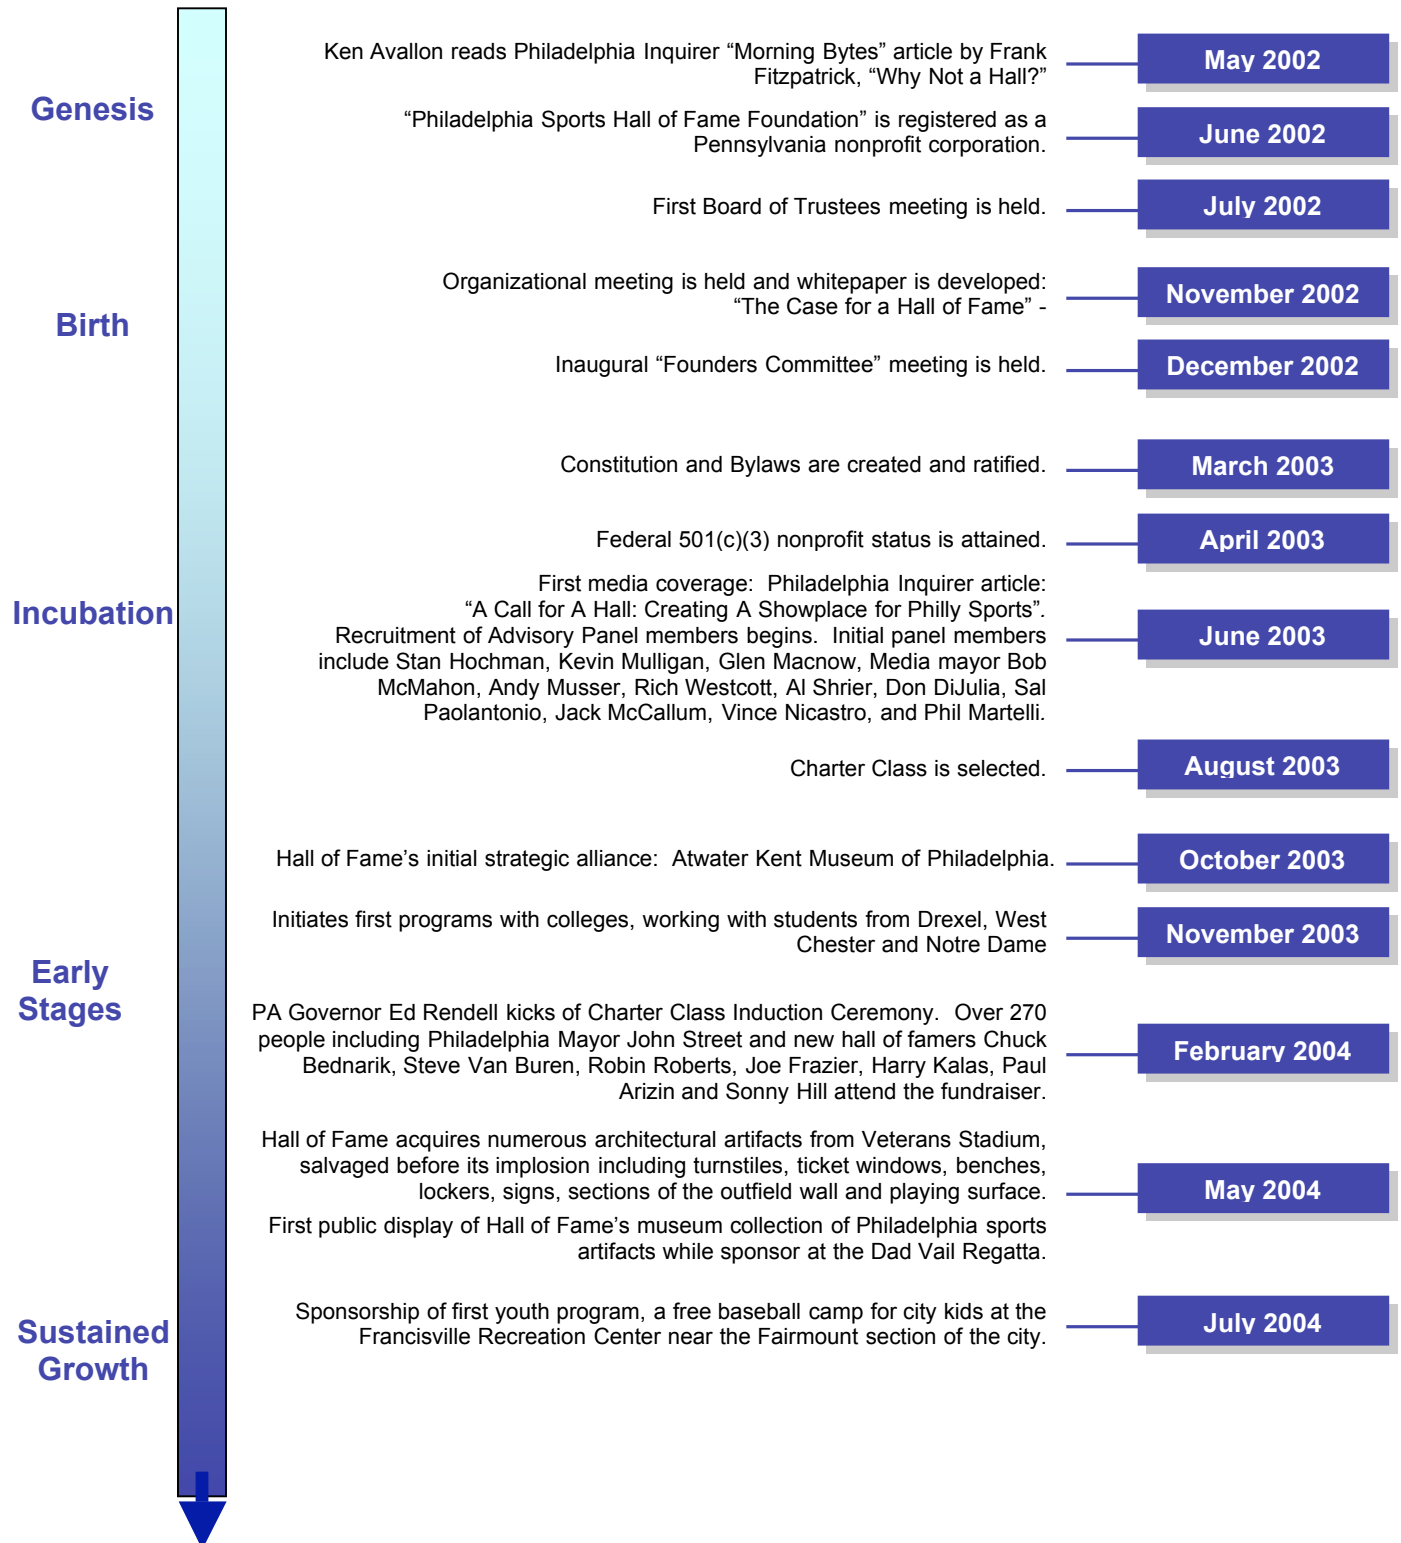 Ken Avallon reads Philadelphia Inquirer “Morning Bytes” article by Frank
Fitzpatrick, “Why Not a Hall?”
May 2002
Genesis
“Philadelphia Sports Hall of Fame Foundation” is registered as a
Pennsylvania nonprofit corporation.
June 2002
First Board of Trustees meeting is held.
July 2002
Organizational meeting is held and whitepaper is developed:
“The Case for a Hall of Fame” -
November 2002
Birth
Inaugural “Founders Committee” meeting is held.
December 2002
Constitution and Bylaws are created and ratified.
March 2003
Federal 501(c)(3) nonprofit status is attained.
April 2003
Incubation
First media coverage:  Philadelphia Inquirer article:
“A Call for A Hall: Creating A Showplace for Philly Sports”.
Recruitment of Advisory Panel members begins.  Initial panel members
include Stan Hochman, Kevin Mulligan, Glen Macnow, Media mayor Bob
McMahon, Andy Musser, Rich Westcott, Al Shrier, Don DiJulia, Sal
Paolantonio, Jack McCallum, Vince Nicastro, and Phil Martelli.
June 2003
Charter Class is selected.
August 2003
Hall of Fame’s initial strategic alliance:  Atwater Kent Museum of Philadelphia.
October 2003
Initiates first programs with colleges, working with students from Drexel, West
Chester and Notre Dame
November 2003
Early
Stages
PA Governor Ed Rendell kicks of Charter Class Induction Ceremony.  Over 270
people including Philadelphia Mayor John Street and new hall of famers Chuck
Bednarik, Steve Van Buren, Robin Roberts, Joe Frazier, Harry Kalas, Paul
Arizin and Sonny Hill attend the fundraiser.
February 2004
Hall of Fame acquires numerous architectural artifacts from Veterans Stadium,
salvaged before its implosion including turnstiles, ticket windows, benches,
lockers, signs, sections of the outfield wall and playing surface.
First public display of Hall of Fame’s museum collection of Philadelphia sports
artifacts while sponsor at the Dad Vail Regatta.
May 2004
Sustained
Growth
Sponsorship of first youth program, a free baseball camp for city kids at the
Francisville Recreation Center near the Fairmount section of the city.
July 2004